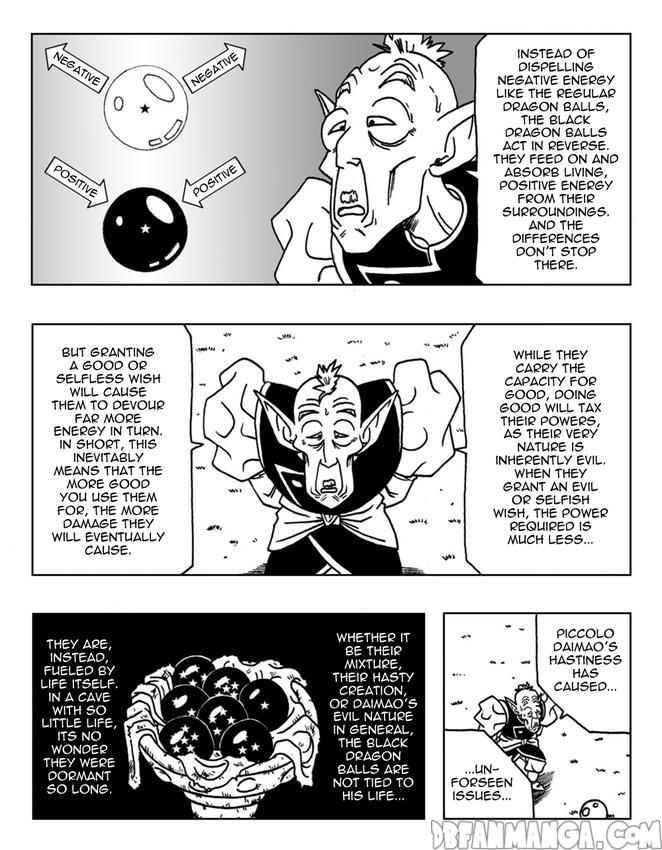 INSTEAD OF
DISPELLING
NEGATIVE ENERGY
LIKE THE REGULAR
DRAGON BALLS,
THE BLACK
DRAGON BALLS
ACT IN REVERSE.
THEY FEED ON AND
ABSORB LIVING,
POSITIVE ENERGY
FROM THEIR
SURROUNDINGS.
AND THE
DIFFERENCES
DON'T STOP
THERE.
NEGATIVE
NEGATIVE
POSITIVE
POSITIVE
WHILE THEY
CARRY THE
CAPACITY FOR
GOOD, DOING
GOOD WILL TAX
THEIR POWERS,
AS THEIR VERY
NATURE IS
INHERENTLY EVIL.
WHEN THEY
GRANT AN EVIL
OR SELFISH
WISH, THE POWER
REQUIRED IS
MUCH LESS...
BUT GRANTING
A GOOD OR
SELFLESS WISH
WILL CAUSE
THEM TO DEVOUR
FAR MORE
ENERGY IN TURN.
IN SHORT, THIS
INEVITABLY
MEANS THAT THE
MORE GOOD
YOU USE THEM
FOR, THE MORE
DAMAGE THEY
WILL EVENTUALLY
CAUSE.
PICCOLO
DAIMAO'S
HASTINESS
HAS
CAUSED...
...UN-
FORSEEN
ISSUES...
WHETHER IT
BE THEIR
MIXTURE,
THEIR HASTY
CREATION,
OR DAIMAO'S
EVIL NATURE
IN GENERAL,
THE BLACK
DRAGON
BALLS ARE
NOT TIED TO
HIS LIFE...
THEY ARE,
INSTEAD,
FUELED BY
LIFE ITSELF.
IN A CAVE
WITH SO
LITTLE LIFE,
ITS NO
WONDER
THEY WERE
DORMANT
SO LONG.
DBFANMANGA.COM